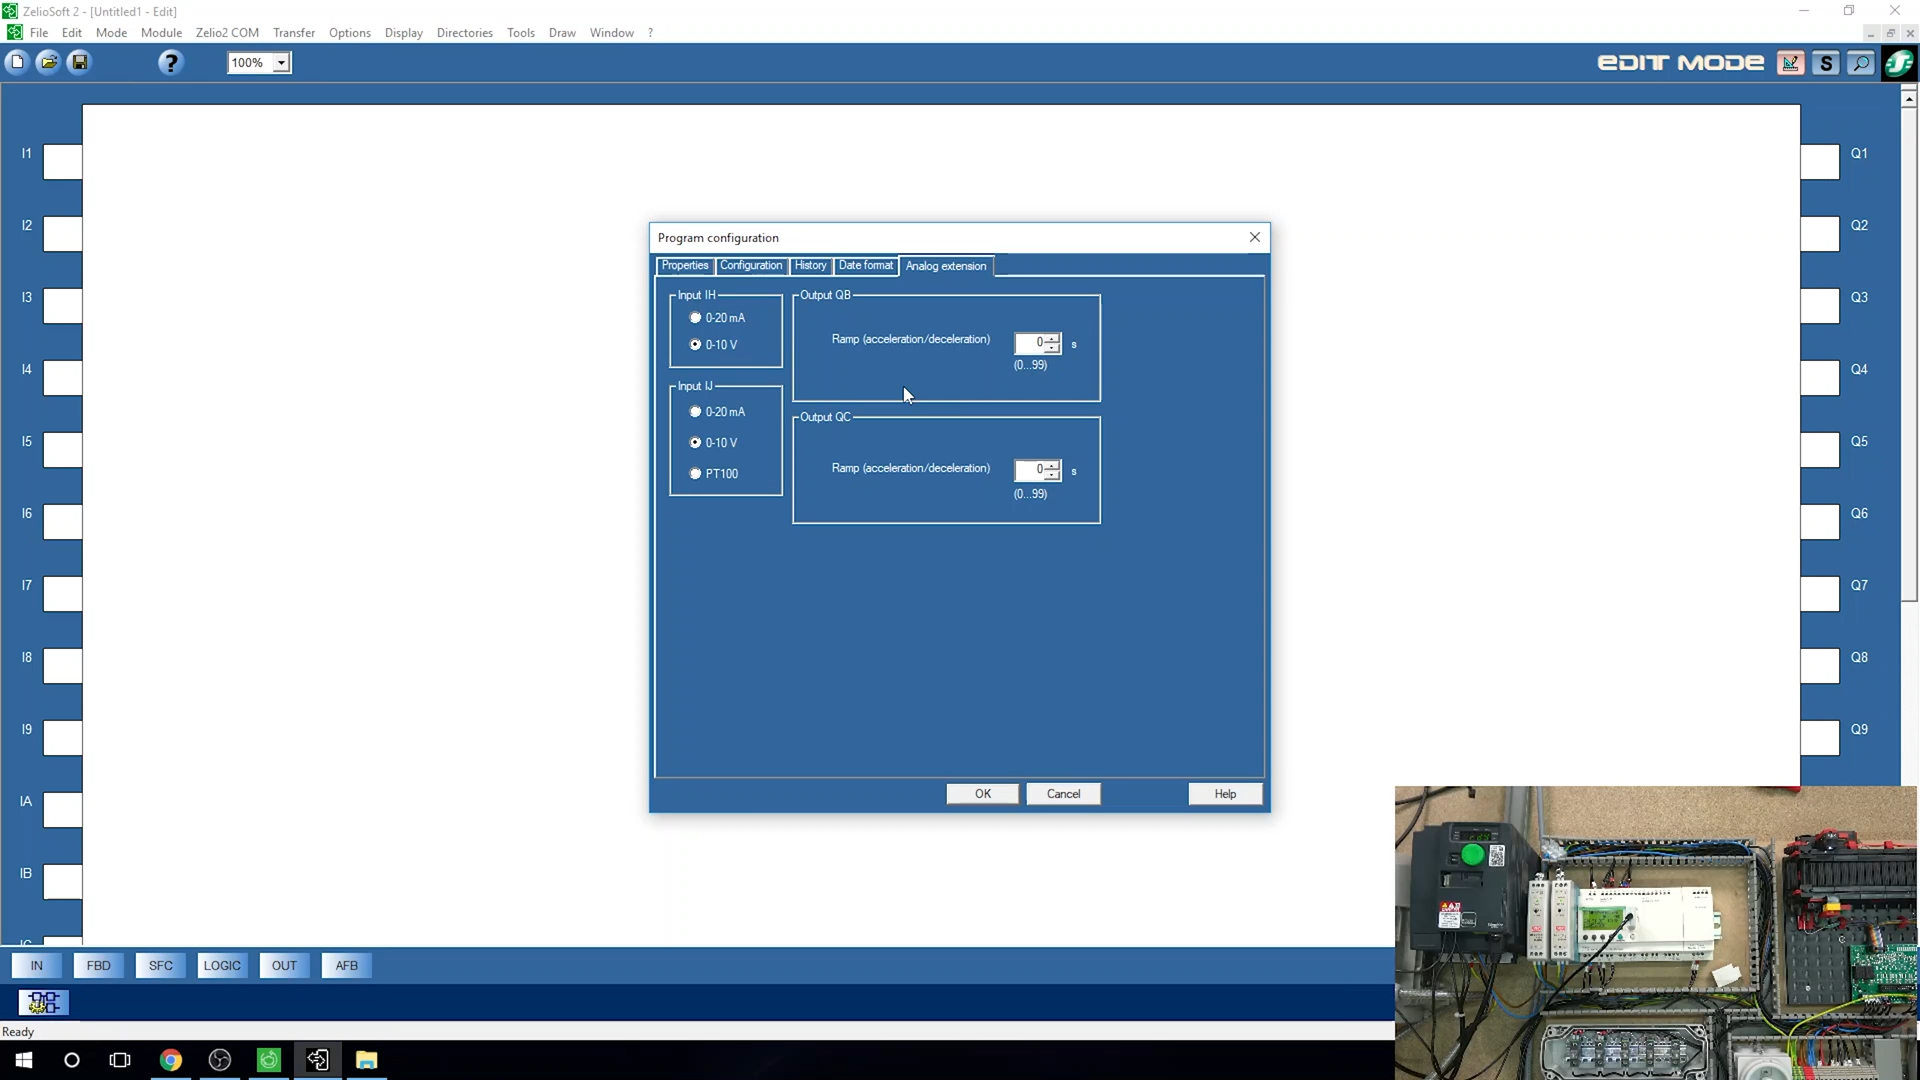 ZelioSoft 2 - [Untitled1 - Edit]
File Edit Mode Module Zelio2 COM Transfer Options Display Directories Tools Draw Window ?
? 100% EDIT MODE S
I1 Q1
I2 Q2
I3 Q3
I4 Q4
I5 Q5
I6 Q6
I7 Q7
I8 Q8
I9 Q9
IA
IB
IC
Program configuration
Properties Configuration History Date format Analog extension
Input IH
0-20 mA
0-10 V
Input IJ
0-20 mA
0-10 V
PT100
Output QB
Ramp (acceleration/deceleration) 0 s
(0...99)
Output QC
Ramp (acceleration/deceleration) 0 s
(0...99)
OK Cancel Help
IN FBD SFC LOGIC OUT AFB
Ready